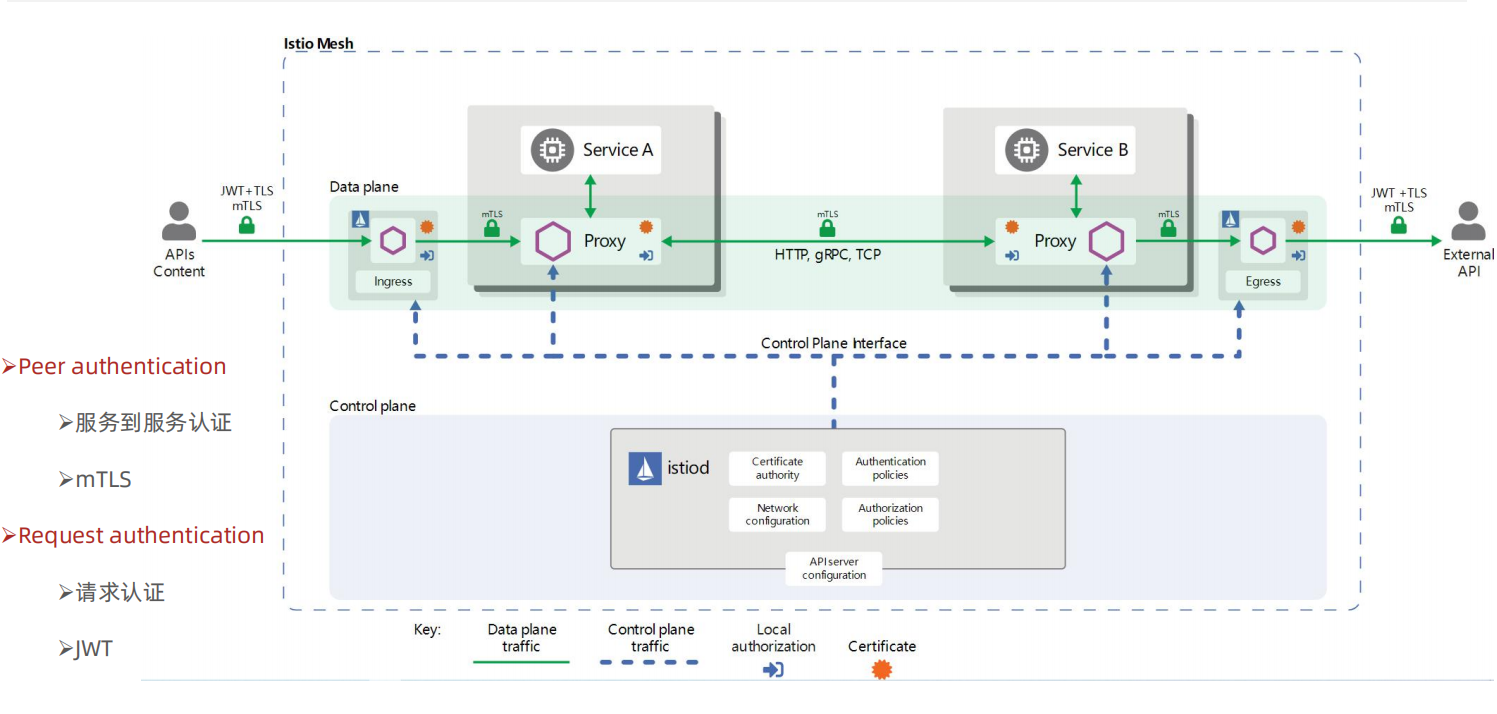 Istio Mesh
Data plane
Service A
Service B
JWT+TLS
mTLS
APIs
Content
Ingress
mTLS
Proxy
mTLS
HTTP, gRPC, TCP
Proxy
mTLS
Egress
JWT +TLS
mTLS
External
API
Control Plane Interface
➢Peer authentication
➢服务到服务认证
➢mTLS
➢Request authentication
➢请求认证
➢JWT
Control plane
istiod
Certificate
authority
Authentication
policies
Network
configuration
Authorization
policies
API server
configuration
Key:
Data plane
traffic
Control plane
traffic
Local
authorization
Certificate